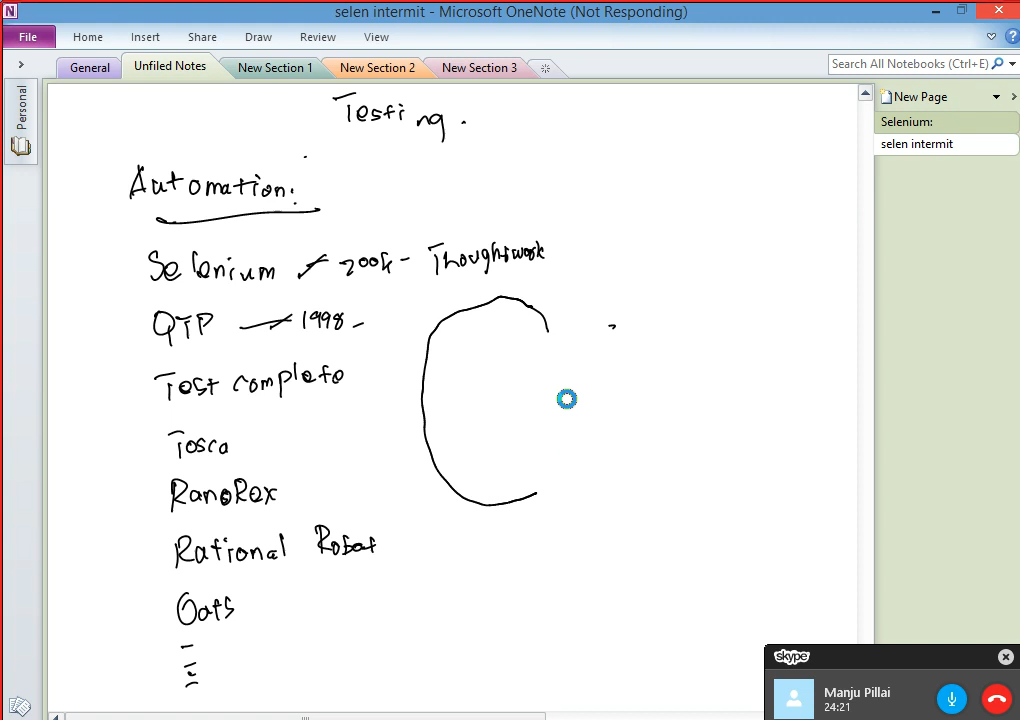 selen intermit - Microsoft OneNote (Not Responding)
File Home Insert Share Draw Review View
General Unfiled Notes New Section 1 New Section 2 New Section 3
Search All Notebooks (Ctrl+E)
Personal
New Page
Selenium:
selen intermit
Testing.
Automation:
Selenium 2004 - Thoughtswork
QTP 1998 -
Test complete
Tosca
RanoRex
Rational Robot
Oats
skype
Manju Pillai
24:21